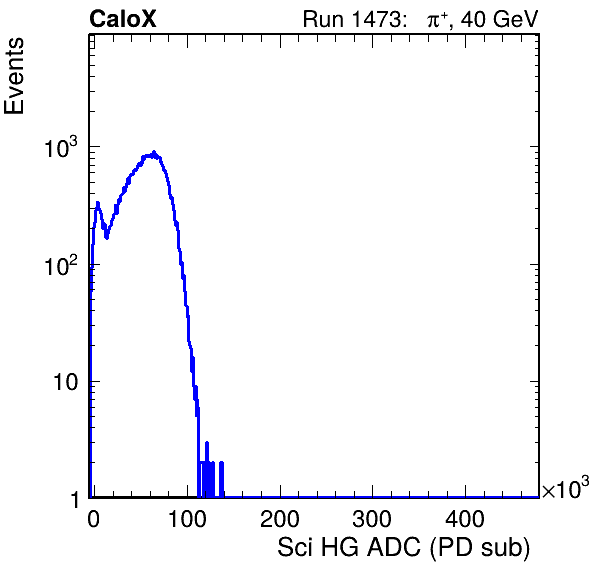 CaloX Run 1473: π⁺, 40 GeV
Events
10³
10²
10
1
0 100 200 300 400 ×10³
Sci HG ADC (PD sub)